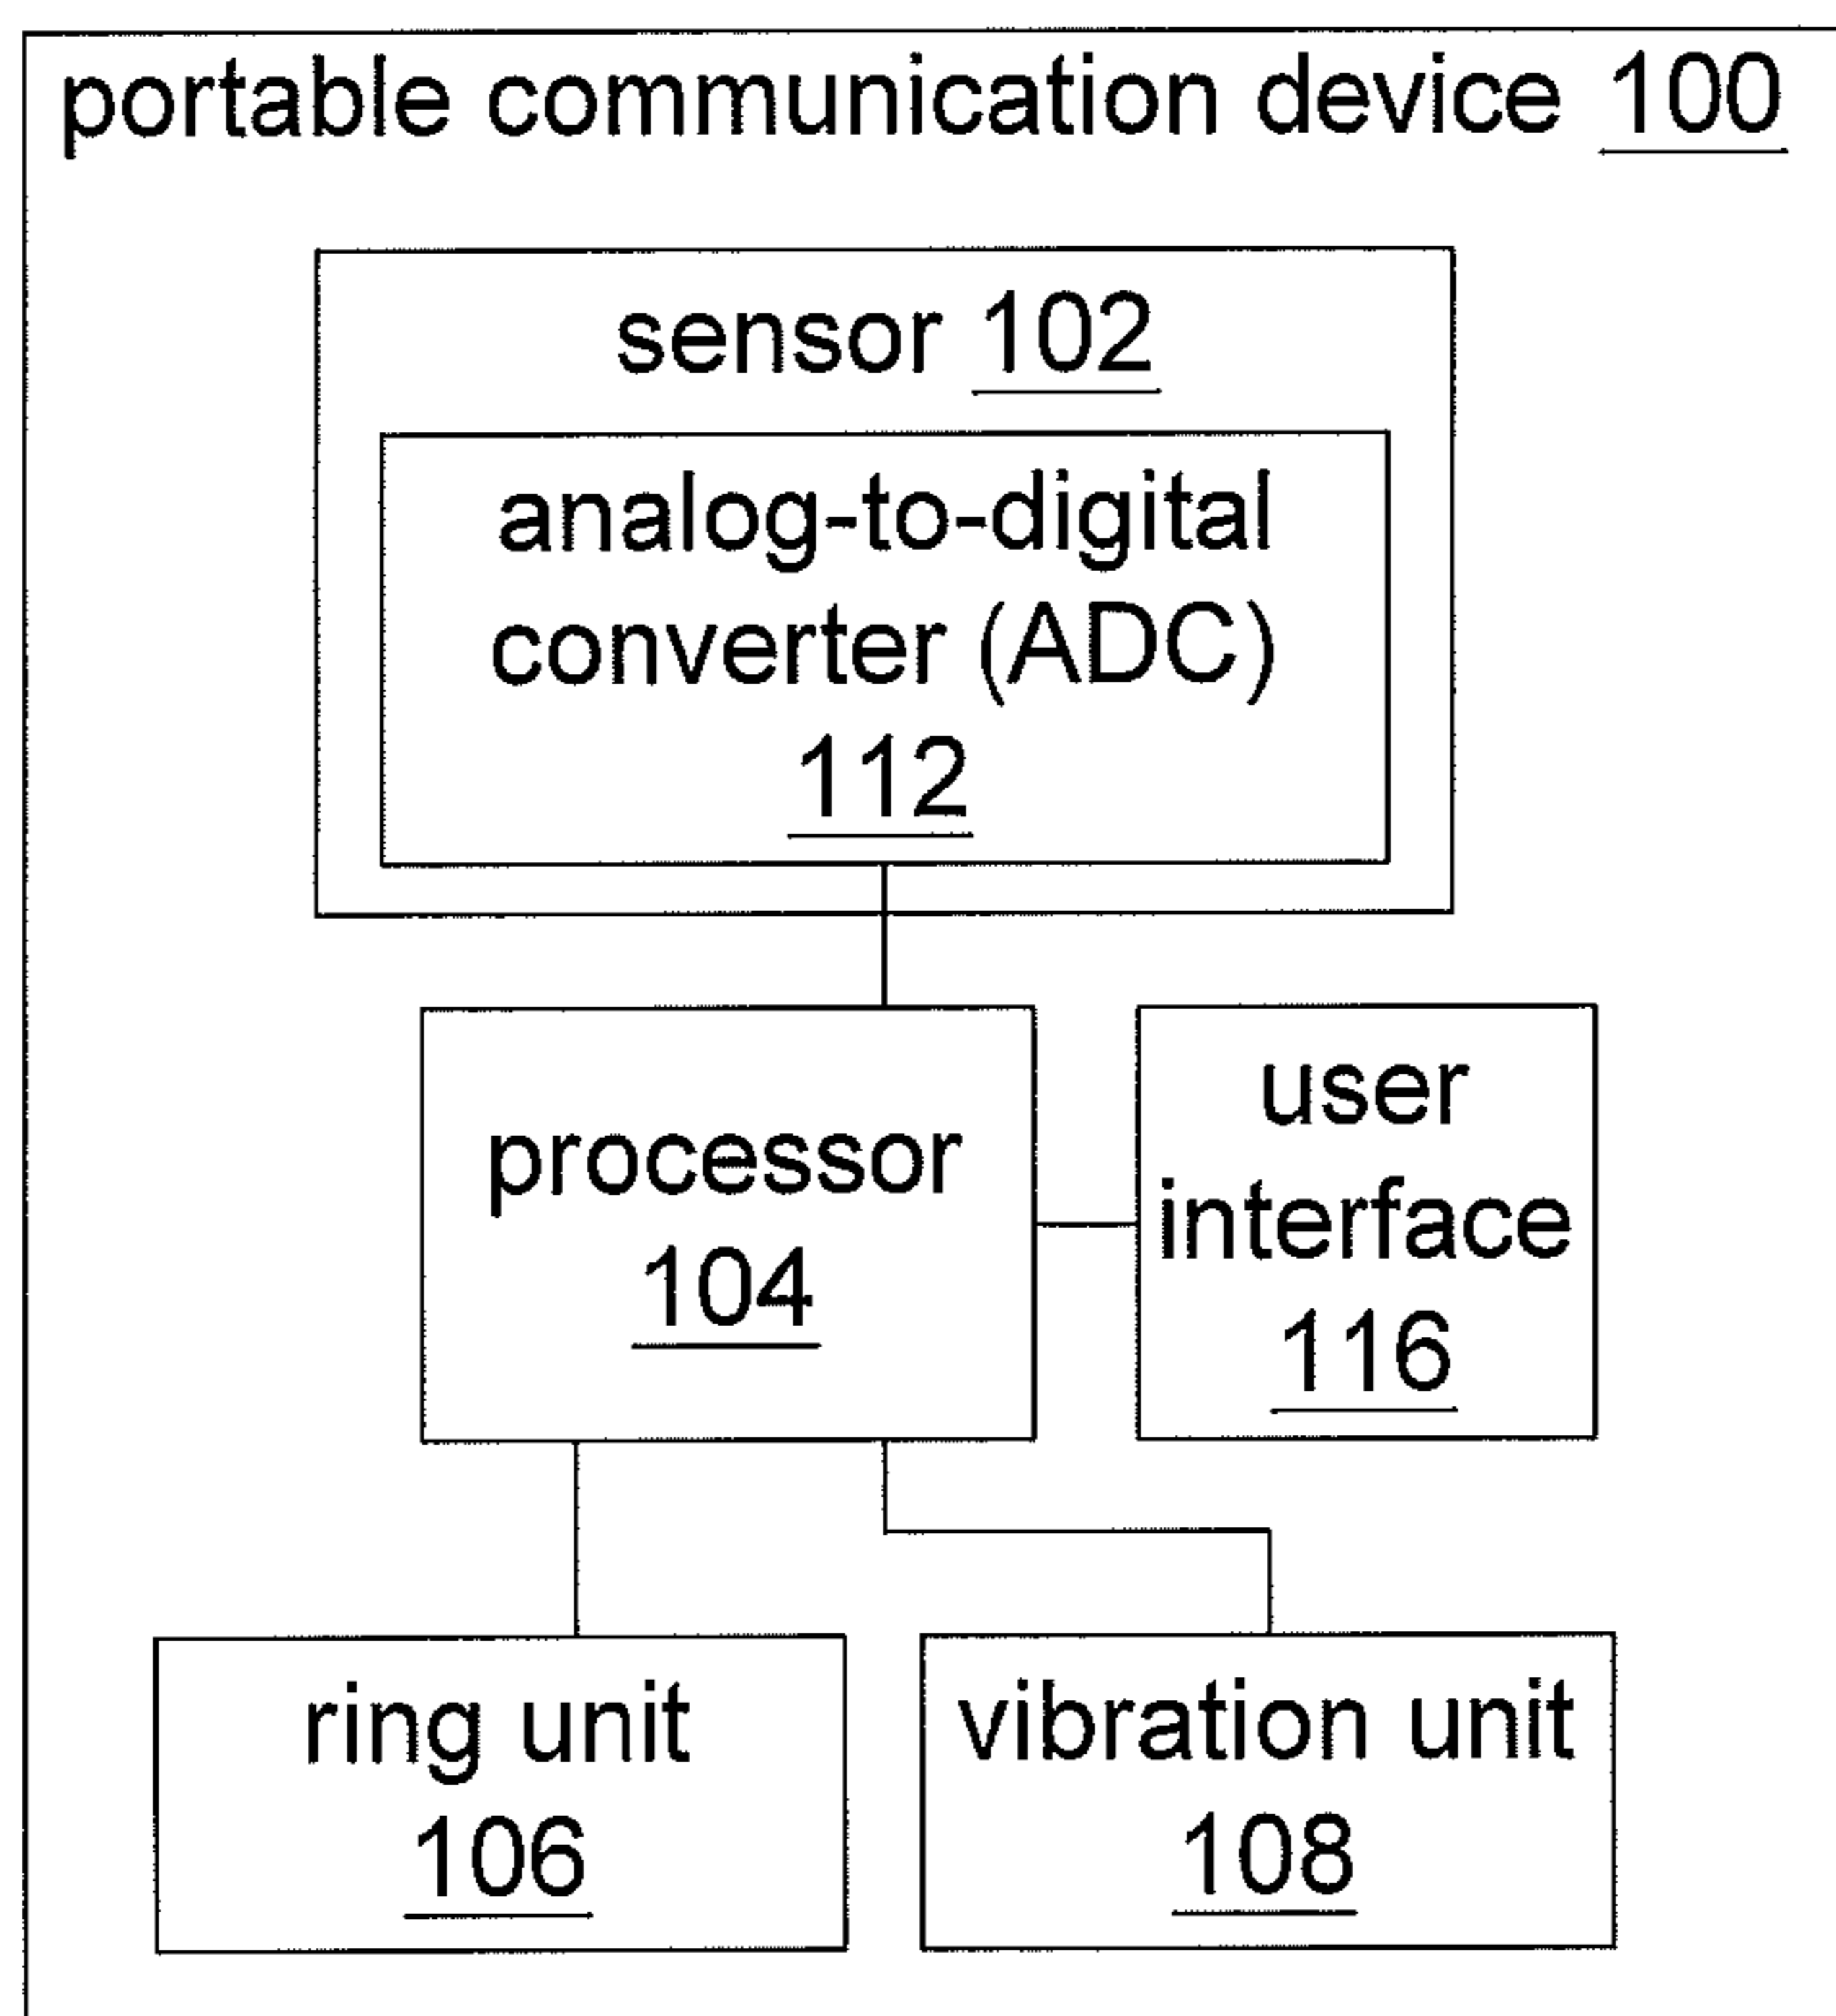 portable communication device 100
sensor 102
analog-to-digital
converter (ADC)
112
processor
104
user
interface
116
ring unit
106
vibration unit
108